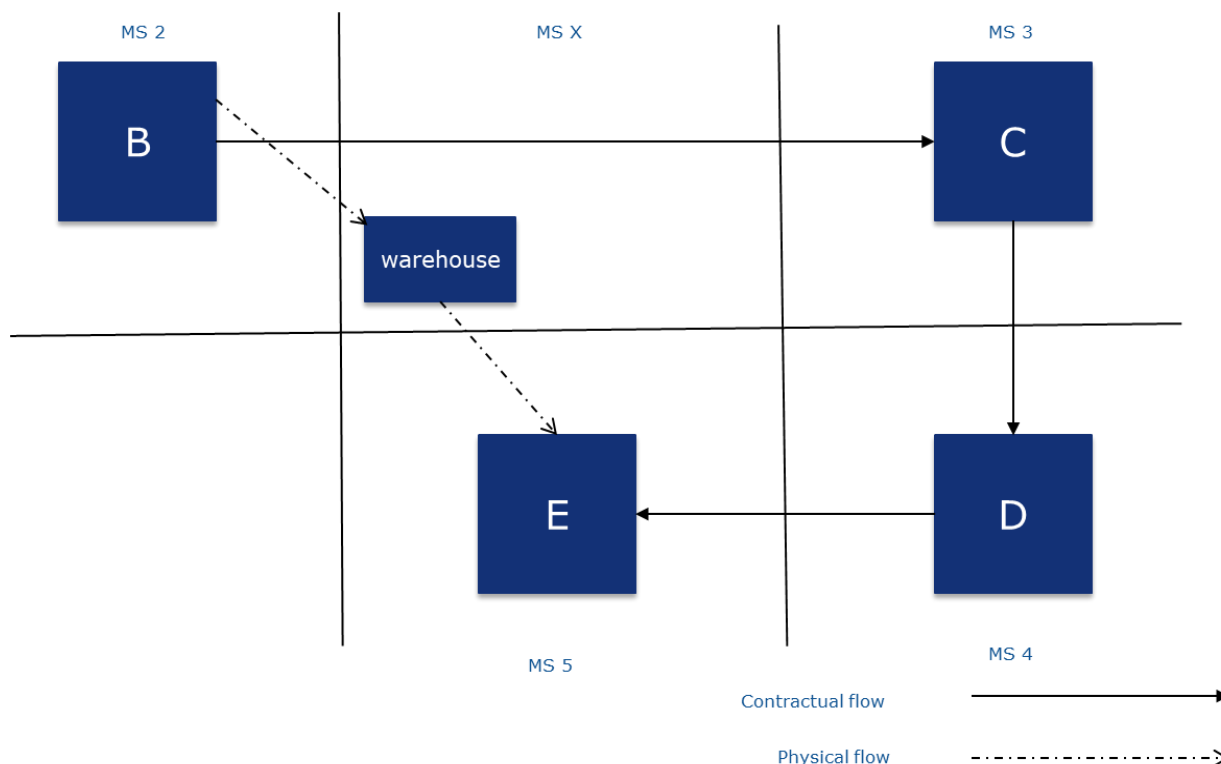 MS 2
MS X
MS 3
B
C
warehouse
E
D
MS 5
MS 4
Contractual flow
Physical flow